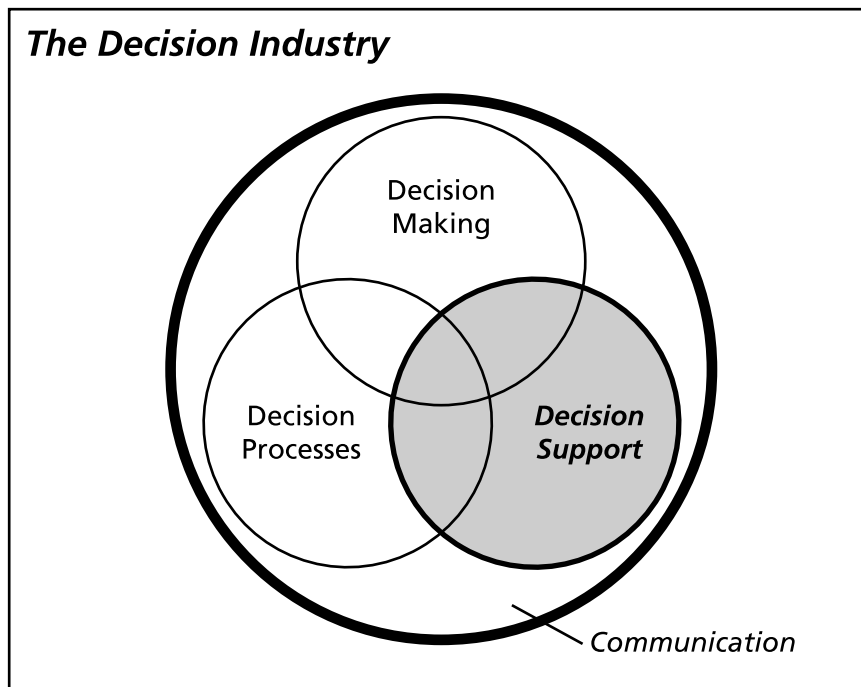 The Decision Industry
Decision
Making
Decision
Processes
Decision
Support
Communication